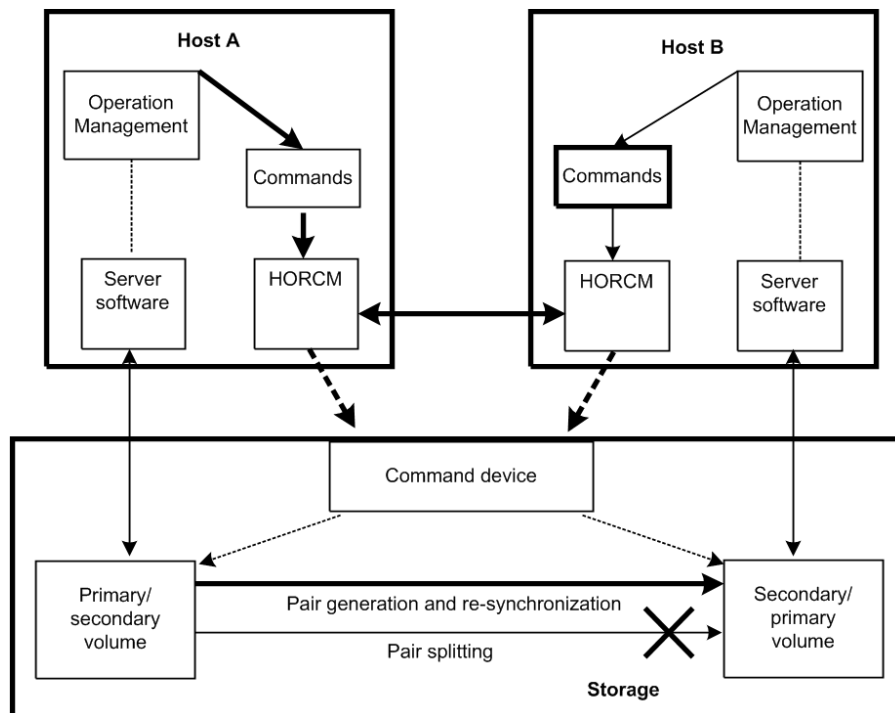 Host A
Operation
Management
Commands
HORCM
Server
software
Host B
Operation
Management
Commands
HORCM
Server
software
Command device
Primary/
secondary
volume
Pair generation and re-synchronization
Pair splitting
Secondary/
primary
volume
Storage